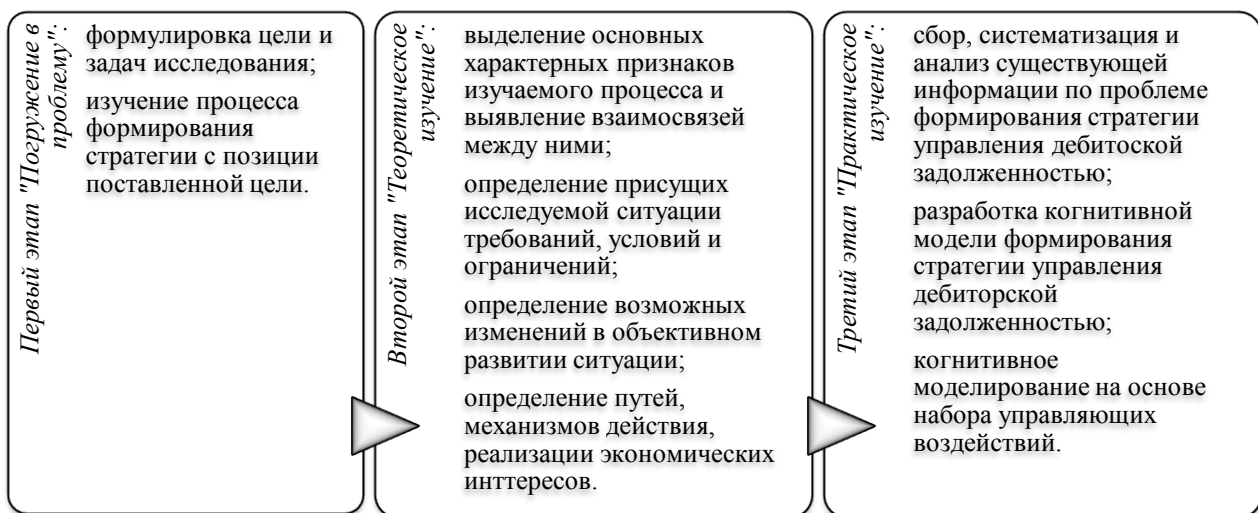 Первый этап "Погружение в
проблему":
формулировка цели и
задач исследования;
изучение процесса
формирования
стратегии с позиции
поставленной цели.
Второй этап "Теоретическое
изучение":
выделение основных
характерных признаков
изучаемого процесса и
выявление взаимосвязей
между ними;
определение присущих
исследуемой ситуации
требований, условий и
ограничений;
определение возможных
изменений в объективном
развитии ситуации;
определение путей,
механизмов действия,
реализации экономических
инттересов.
Третий этап "Практическое
изучение":
сбор, систематизация и
анализ существующей
информации по проблеме
формирования стратегии
управления дебитоской
задолженностью;
разработка когнитивной
модели формирования
стратегии управления
дебиторской
задолженностью;
когнитивное
моделирование на основе
набора управляющих
воздействий.